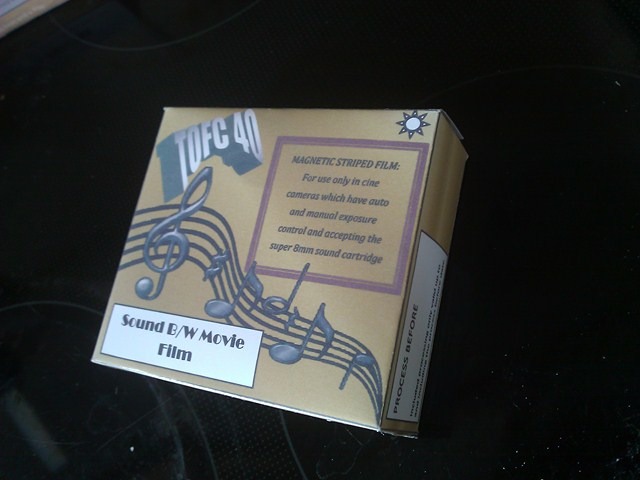 TOFC 40
MAGNETIC STRIPED FILM:
For use only in cine
cameras which have auto
and manual exposure
control and accepting the
super 8mm sound cartridge
Sound B/W Movie
Film
PROCESS BEFORE